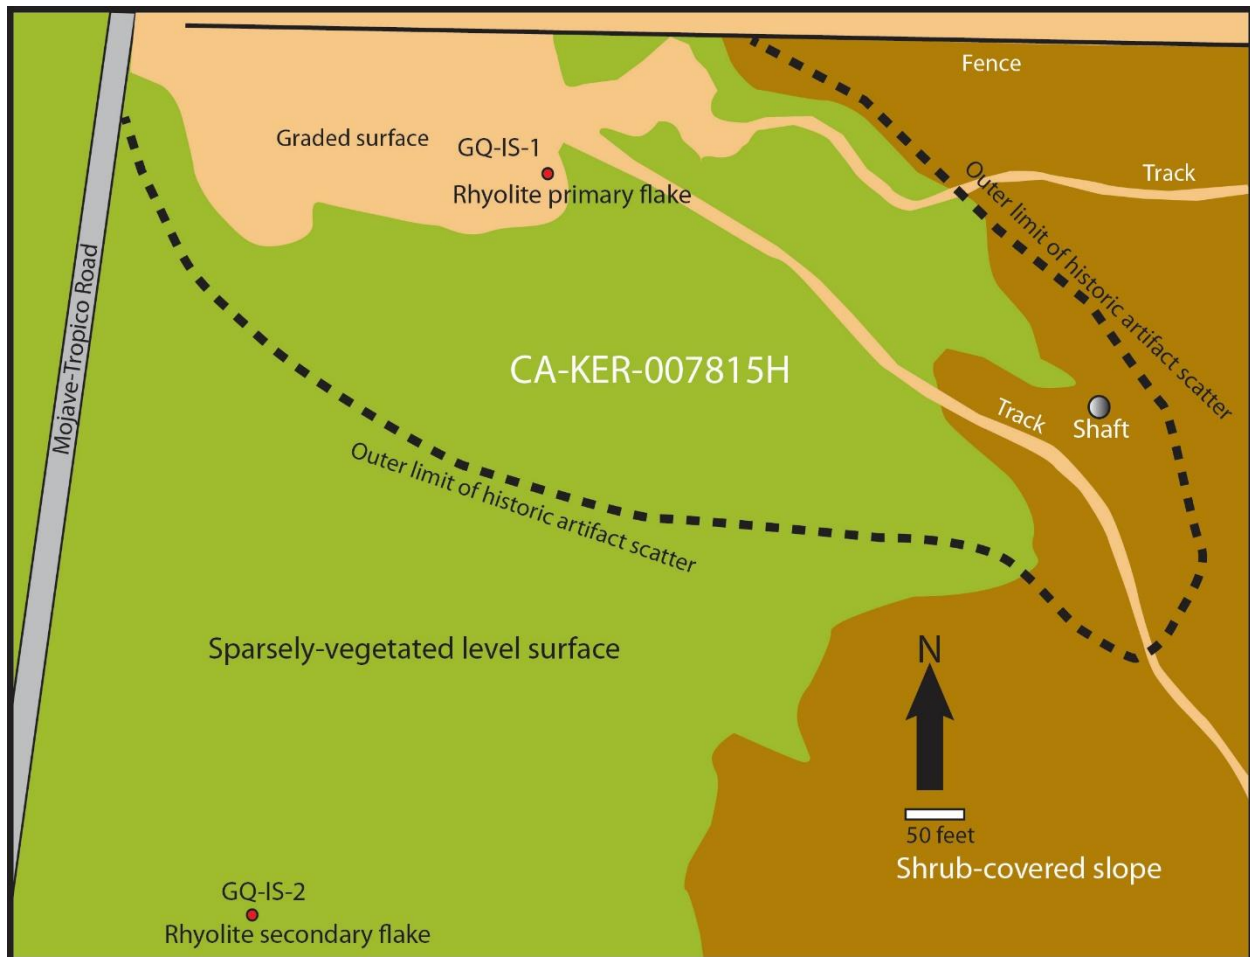 Fence
Graded surface
GQ-IS-1
Rhyolite primary flake
Track
Outer limit of historic artifact scatter
Mojave-Tropico Road
CA-KER-007815H
Track
Shaft
Outer limit of historic artifact scatter
Sparsely-vegetated level surface
N
50 feet
Shrub-covered slope
GQ-IS-2
Rhyolite secondary flake